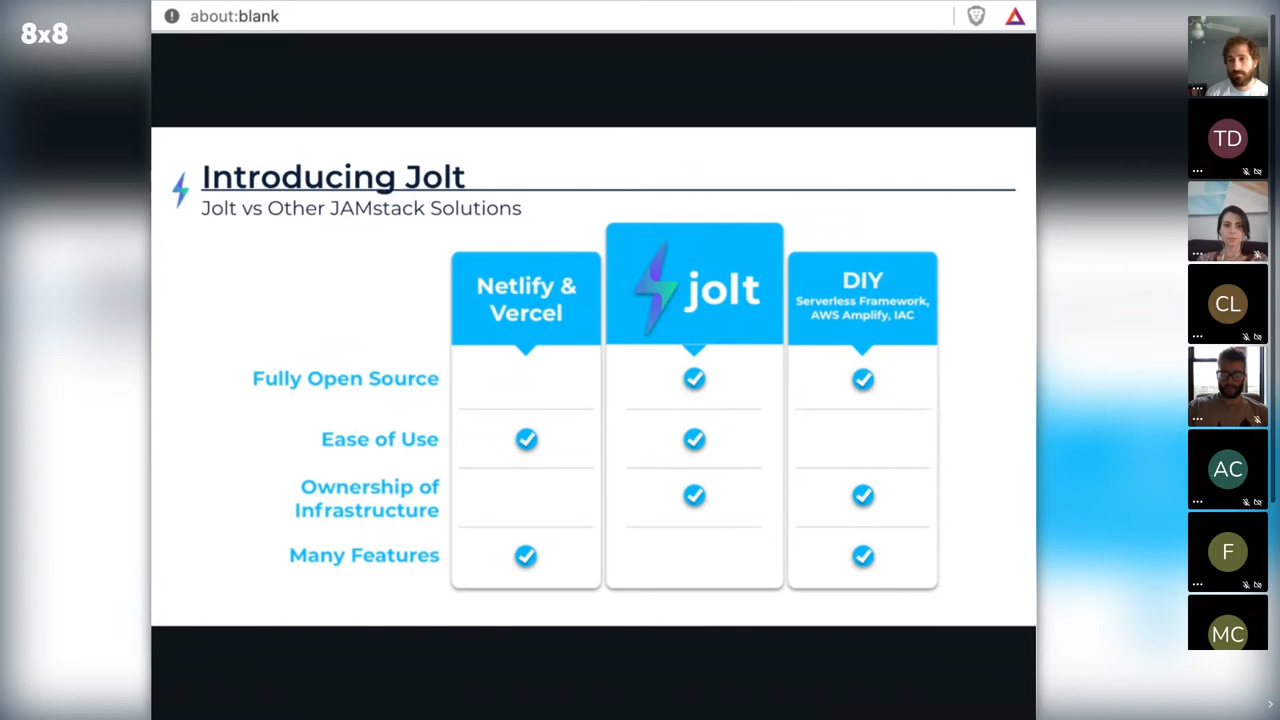 8x8
about:blank
Introducing Jolt
Jolt vs Other JAMstack Solutions
Netlify &
Vercel
jolt
DIY
Serverless Framework,
AWS Amplify, IAC
Fully Open Source
Ease of Use
Ownership of
Infrastructure
Many Features
TD
CL
AC
F
MC